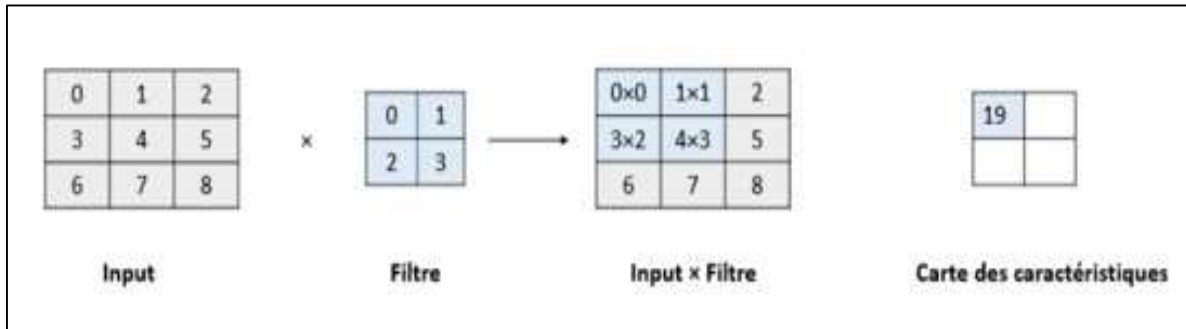 0 1 2
3 4 5
6 7 8
×
0 1
2 3
0×0 1×1 2
3×2 4×3 5
6 7 8
19
Input
Filtre
Input × Filtre
Carte des caractéristiques